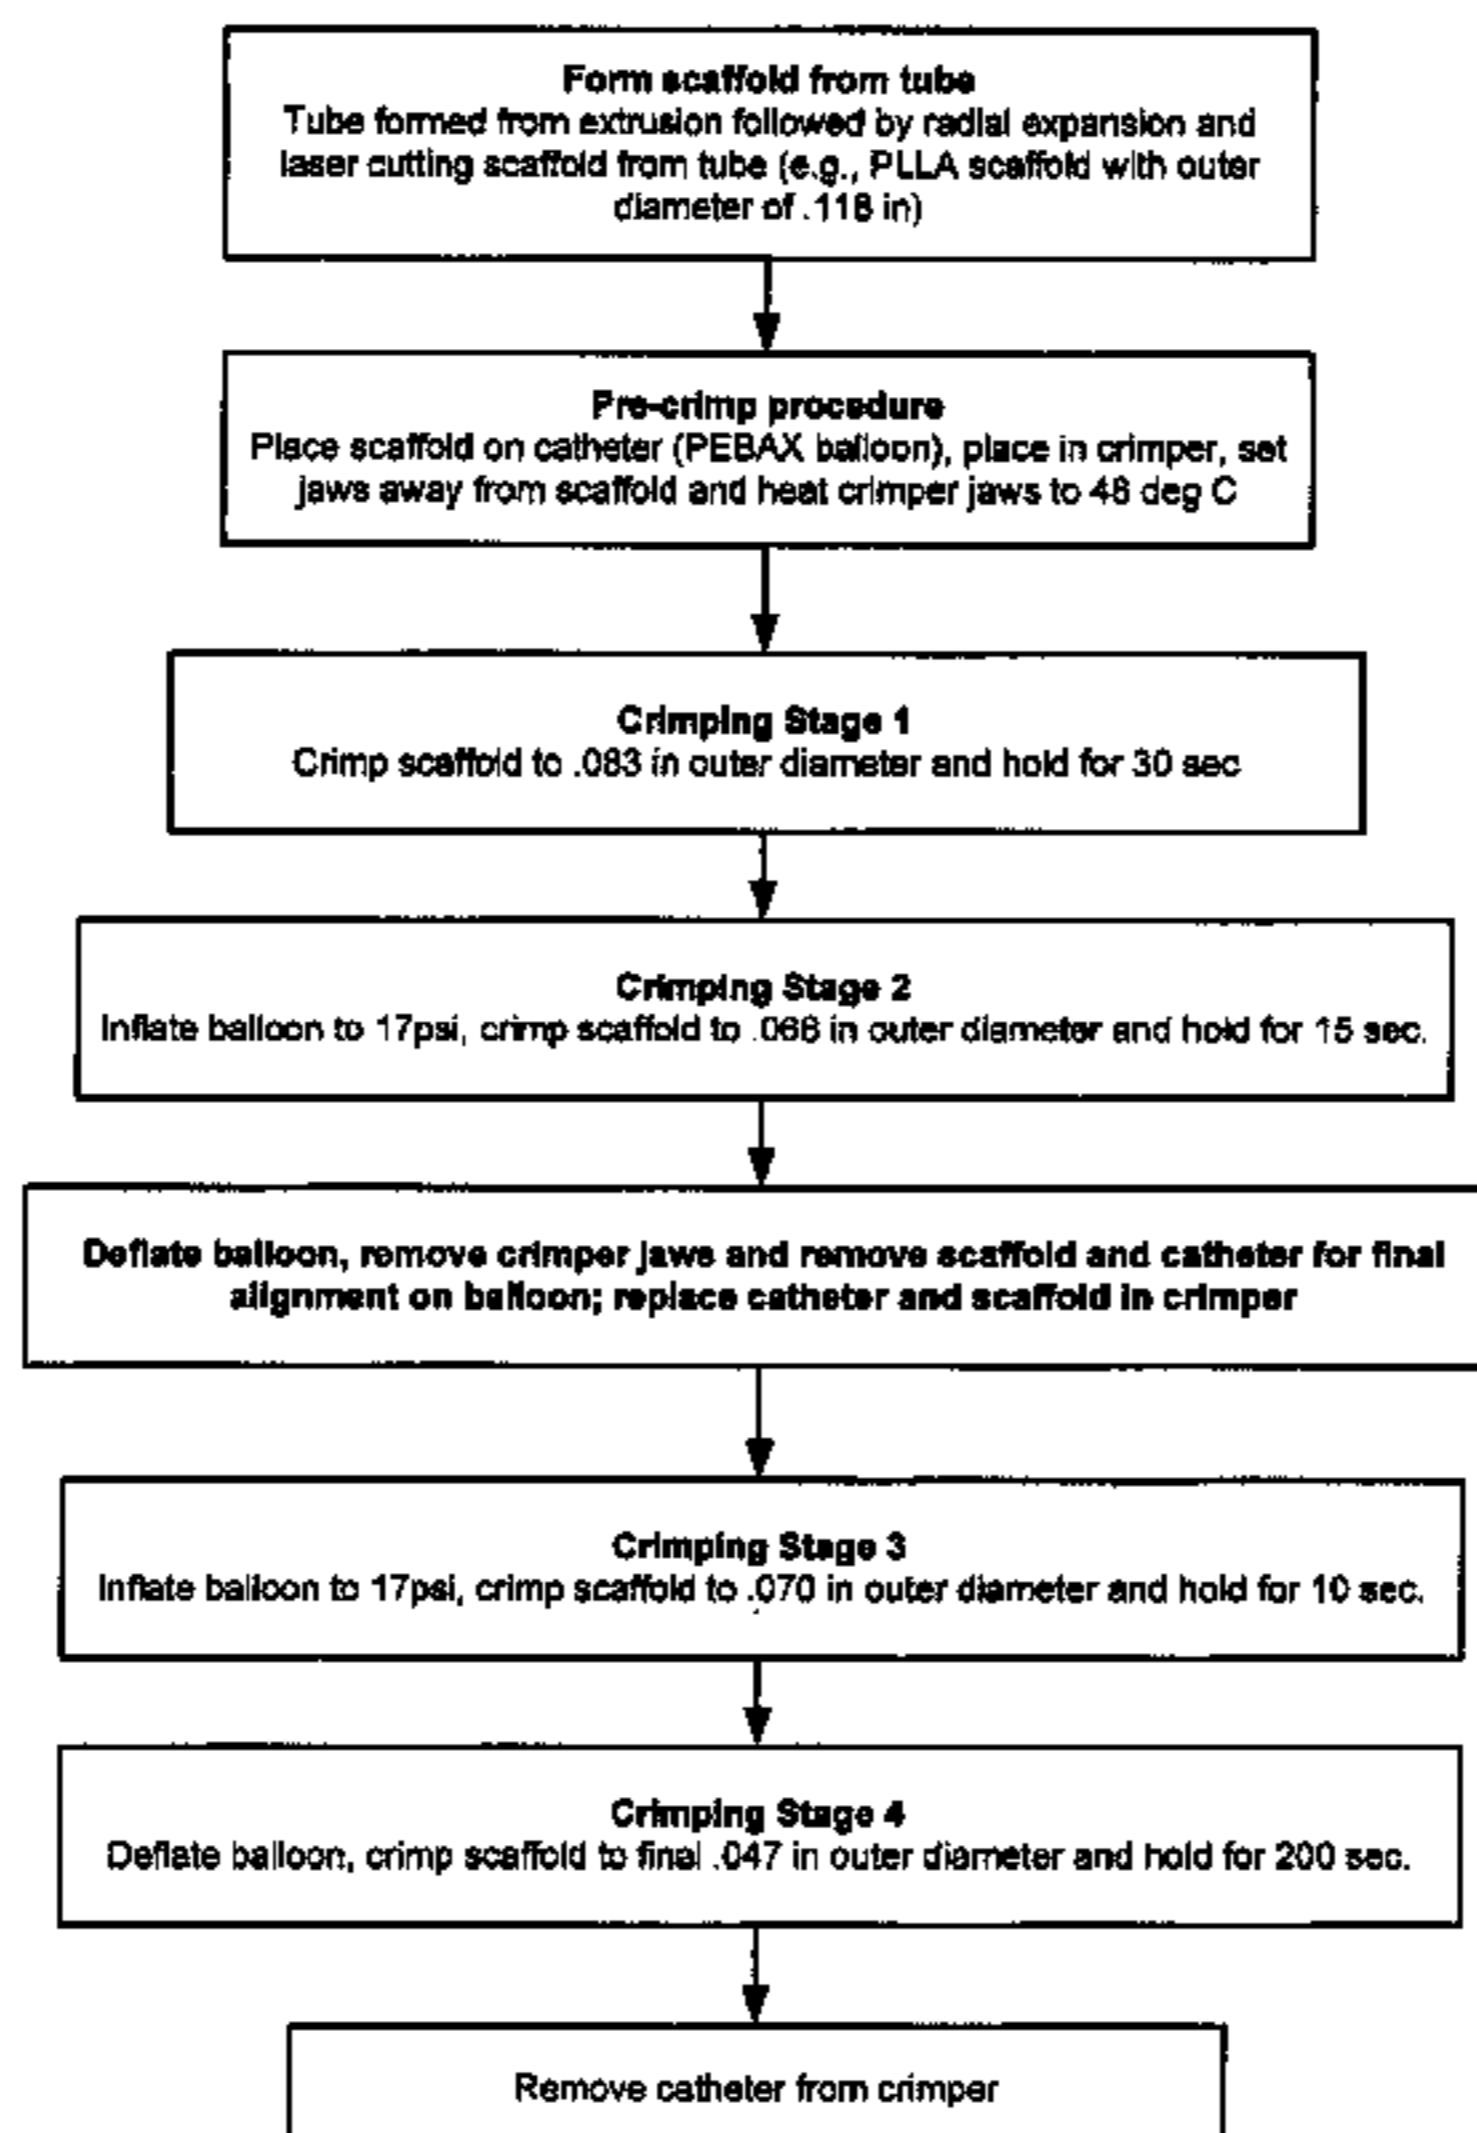 Form scaffold from tube
Tube formed from extrusion followed by radial expansion and
laser cutting scaffold from tube (e.g., PLLA scaffold with outer
diameter of .118 in)
Pre-crimp procedure
Place scaffold on catheter (PEBAX balloon), place in crimper, set
jaws away from scaffold and heat crimper jaws to 48 deg C
Crimping Stage 1
Crimp scaffold to .083 in outer diameter and hold for 30 sec
Crimping Stage 2
Inflate balloon to 17psi, crimp scaffold to .068 in outer diameter and hold for 15 sec.
Deflate balloon, remove crimper jaws and remove scaffold and catheter for final
alignment on balloon; replace catheter and scaffold in crimper
Crimping Stage 3
Inflate balloon to 17psi, crimp scaffold to .070 in outer diameter and hold for 10 sec.
Crimping Stage 4
Deflate balloon, crimp scaffold to final .047 in outer diameter and hold for 200 sec.
Remove catheter from crimper